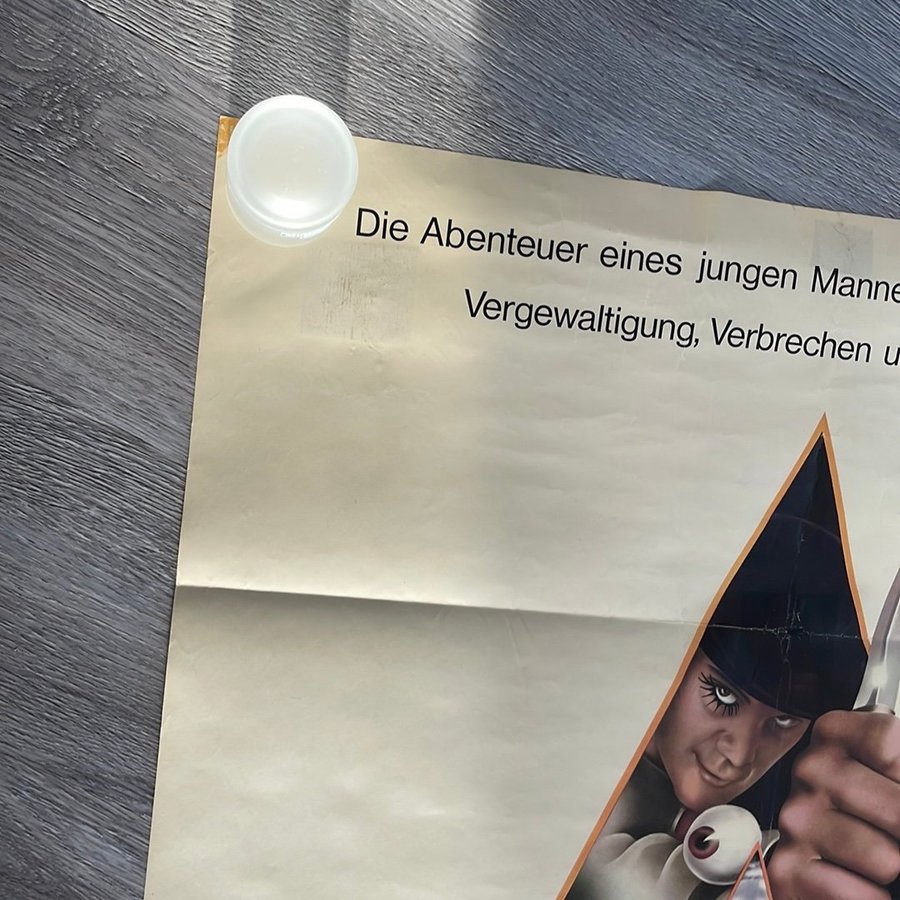 Die Abenteuer eines jungen Manne
Vergewaltigung, Verbrechen u